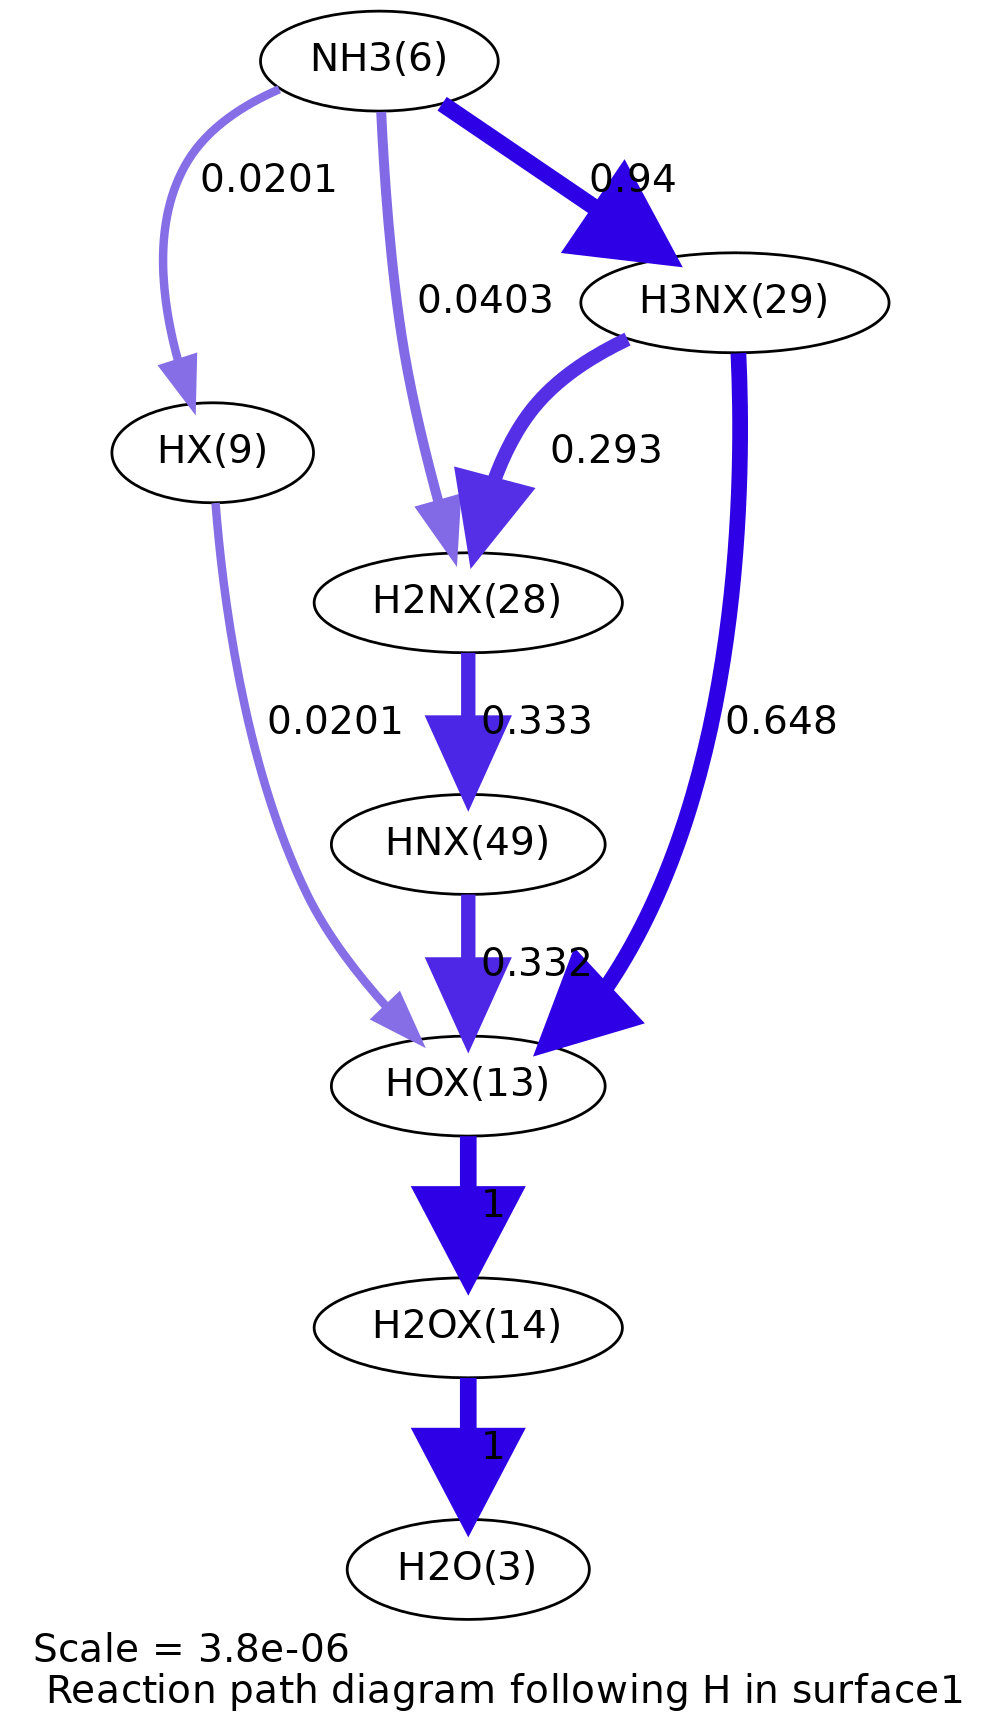 NH3(6)
0.0201
0.94
0.0403
H3NX(29)
HX(9)
0.293
H2NX(28)
0.0201
0.333
0.648
HNX(49)
0.332
HOX(13)
1
H2OX(14)
1
H2O(3)
Scale = 3.8e-06
Reaction path diagram following H in surface1